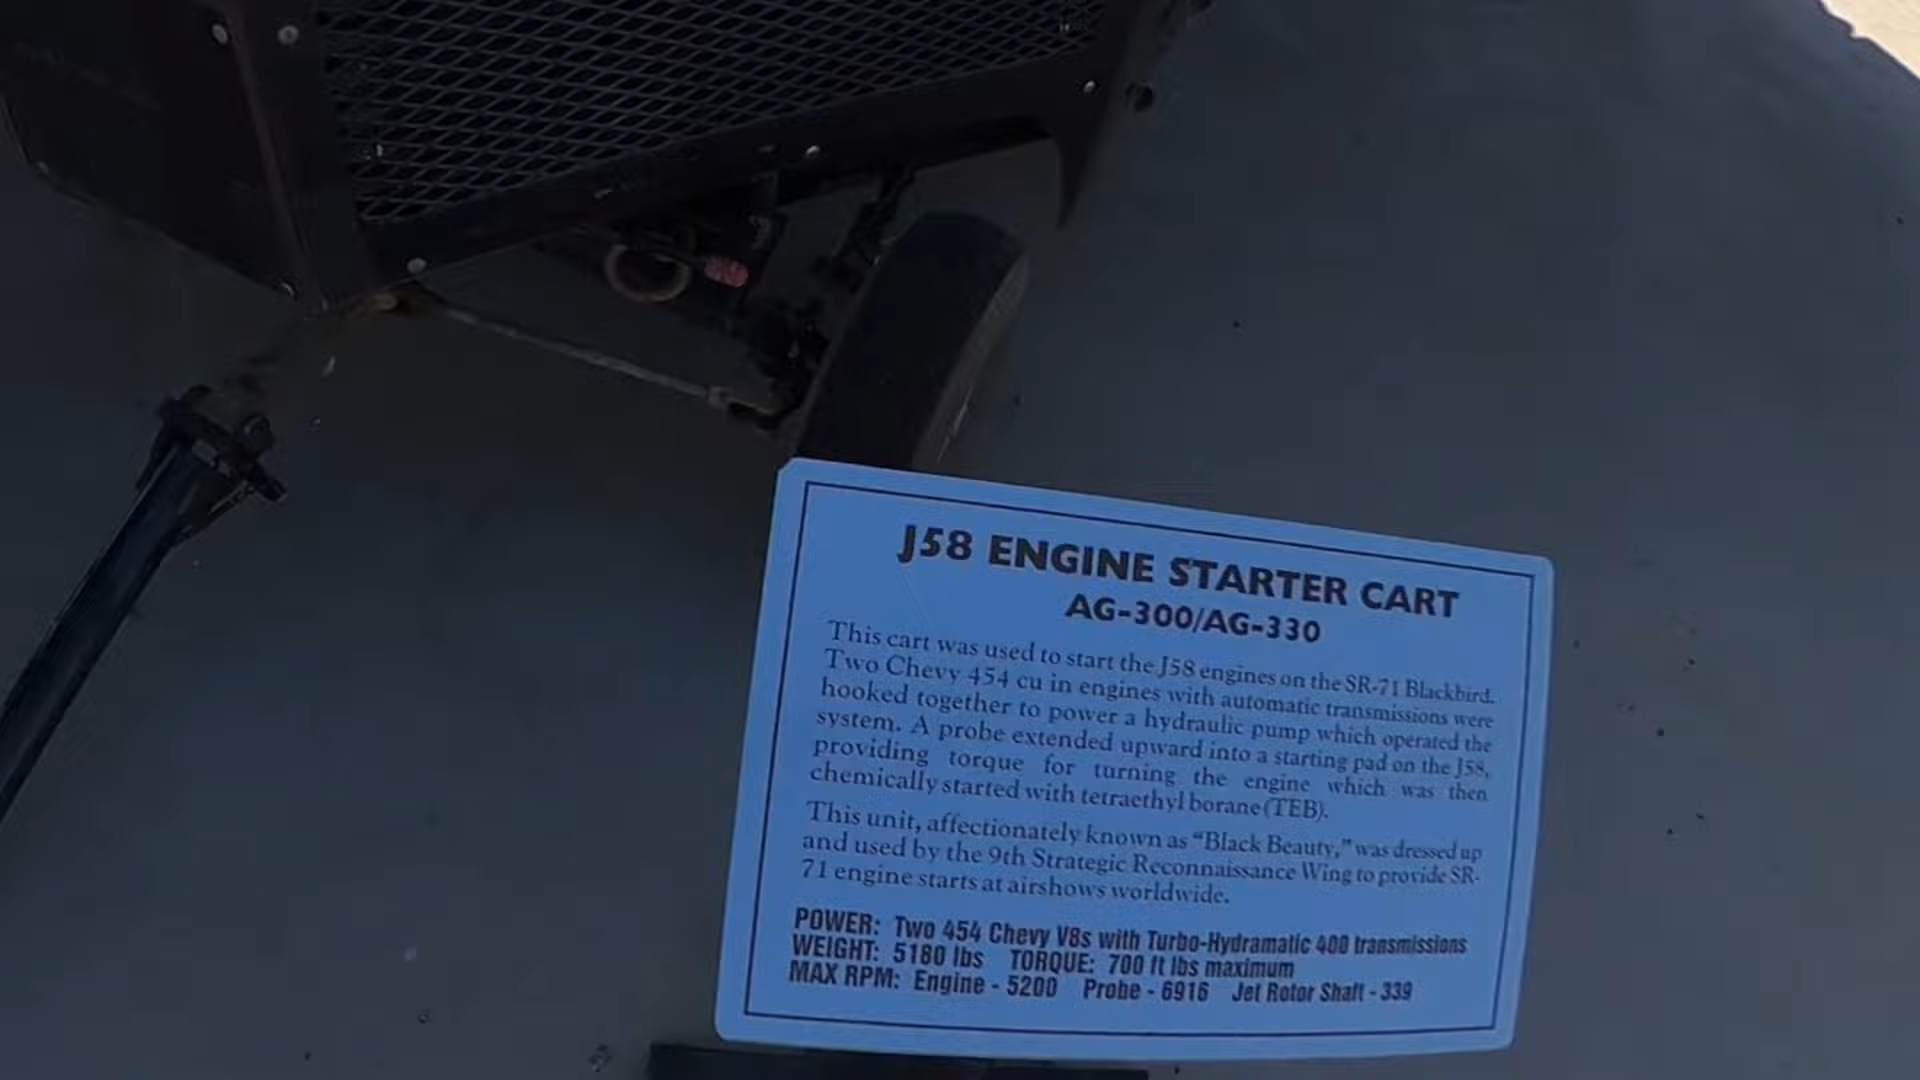 J58 ENGINE STARTER CART
AG-300/AG-330
This cart was used to start the J58 engines on the SR-71 Blackbird.
Two Chevy 454 cu in engines with automatic transmissions were
hooked together to power a hydraulic pump which operated the
system. A probe extended upward into a starting pad on the J58,
providing torque for turning the engine which was then
chemically started with tetraethyl borane (TEB).
This unit, affectionately known as “Black Beauty,” was dressed up
and used by the 9th Strategic Reconnaissance Wing to provide SR-
71 engine starts at airshows worldwide.
POWER: Two 454 Chevy V8s with Turbo-Hydramatic 400 transmissions
WEIGHT: 5180 lbs TORQUE: 700 ft lbs maximum
MAX RPM: Engine - 5200 Probe - 6916 Jet Rotor Shaft - 339